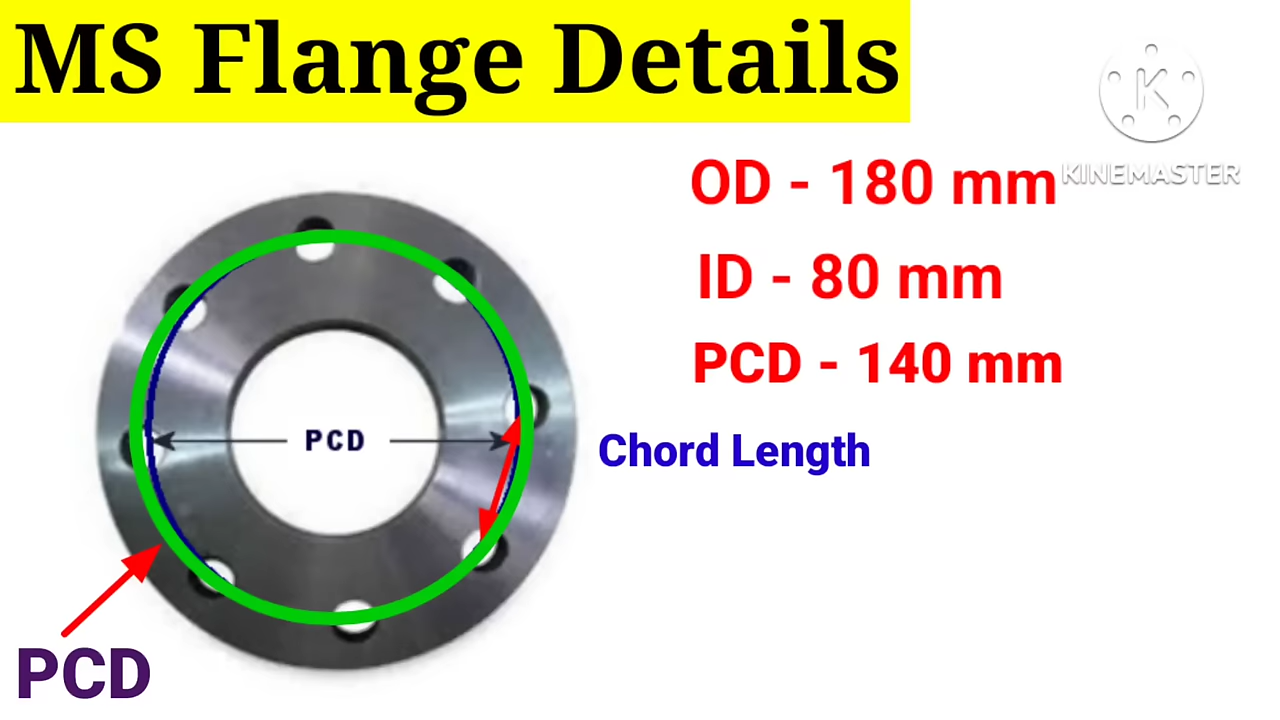 MS Flange Details
K
KINEMASTER
OD - 180 mm
ID - 80 mm
PCD - 140 mm
PCD
Chord Length
PCD